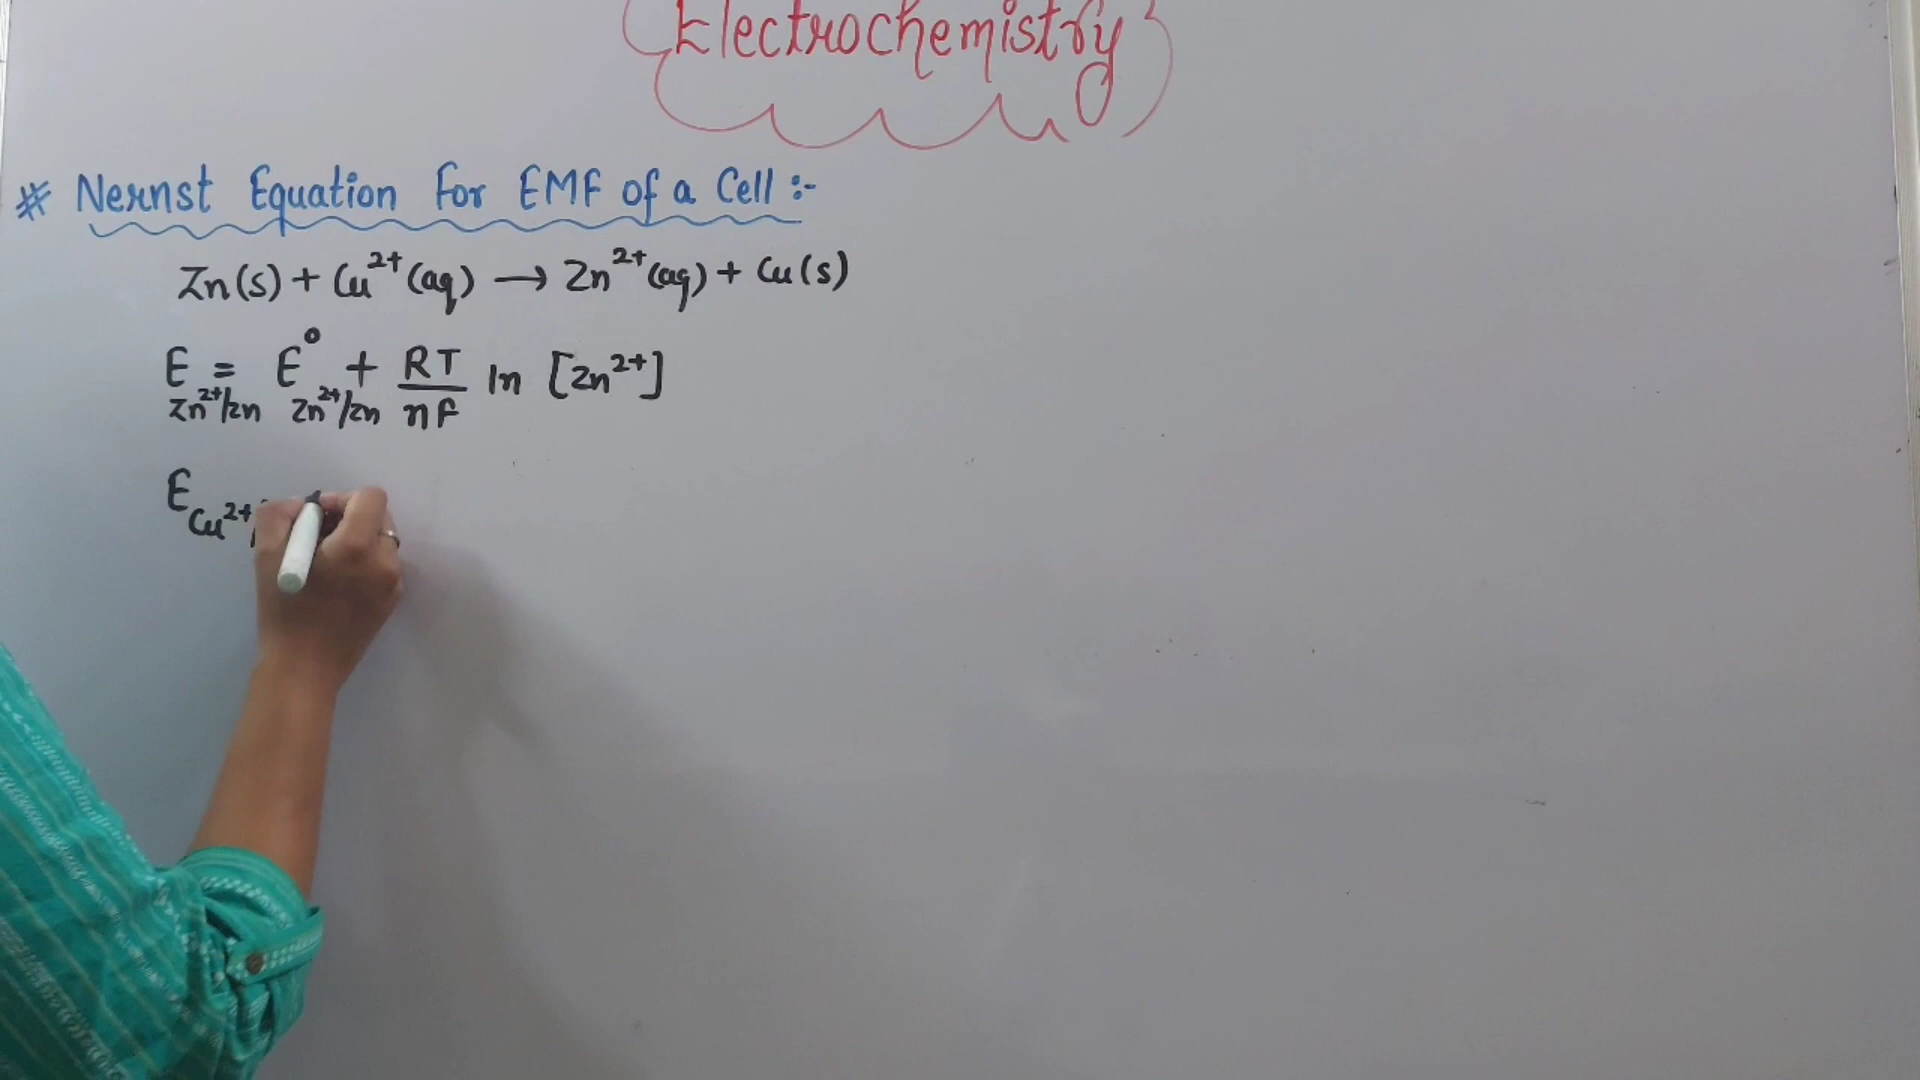 Electrochemistry
# Nernst Equation For EMF of a Cell :-
Zn(s) + Cu²⁺(aq) → Zn²⁺(aq) + Cu(s)
E Zn²⁺/Zn = E⁰ Zn²⁺/Zn + RT/nF ln [Zn²⁺]
E Cu²⁺/